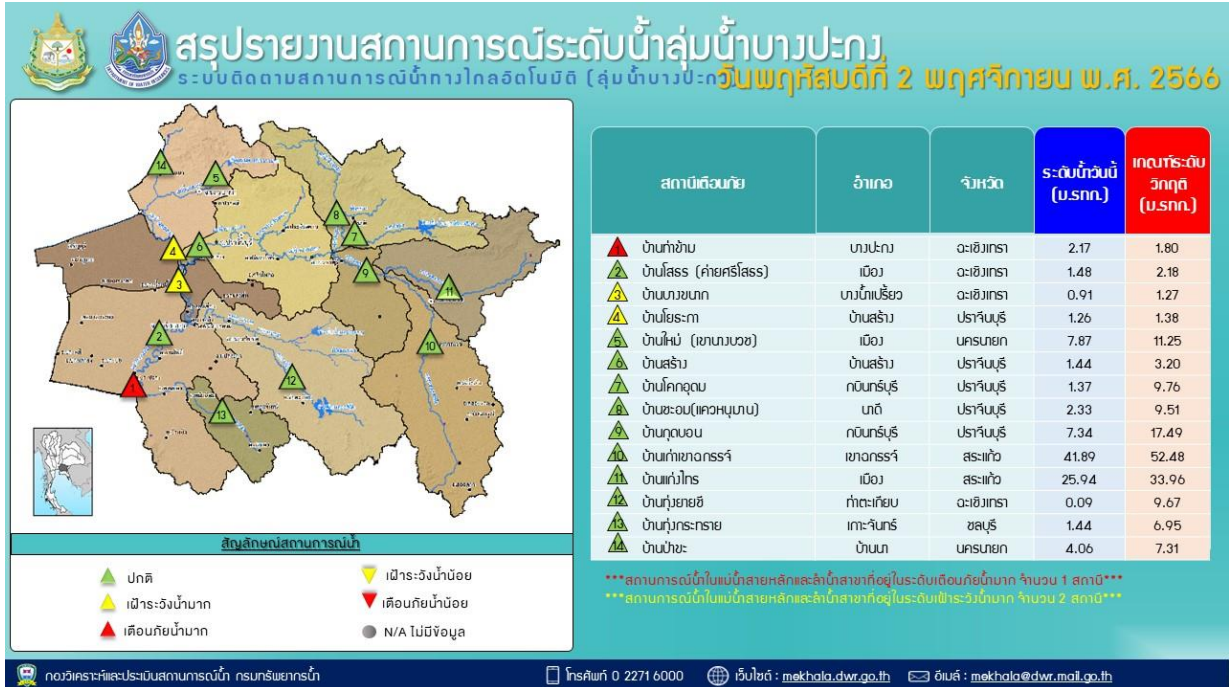 สรุปรายงานสถานการณ์ระดับน้ำลุ่มน้ำบางปะกง
ระบบติดตามสถานการณ์น้ำทางไกลอัตโนมัติ (ลุ่มน้ำบางปะกง)
วันพฤหัสบดีที่ 2 พฤศจิกายน พ.ศ. 2566
14
5
8
7
4
6
9
3
11
2
10
1
12
13
สัญลักษณ์สถานการณ์น้ำ
ปกติ
เฝ้าระวังน้ำน้อย
เฝ้าระวังน้ำมาก
เตือนภัยน้ำน้อย
เตือนภัยน้ำมาก
N/A ไม่มีข้อมูล
สถานีเตือนภัย อำเภอ จังหวัด ระดับน้ำวันนี้ (ม.รทก.) เกณฑ์ระดับวิกฤติ (ม.รทก.)
1 บ้านท่าข้าม บางปะกง ฉะเชิงเทรา 2.17 1.80
2 บ้านโสธร (ค่ายศรีโสธร) เมือง ฉะเชิงเทรา 1.48 2.18
3 บ้านบางขนาก บางน้ำเปรี้ยว ฉะเชิงเทรา 0.91 1.27
4 บ้านโยธะกา บ้านสร้าง ปราจีนบุรี 1.26 1.38
5 บ้านใหม่ (เขานางบวช) เมือง นครนายก 7.87 11.25
6 บ้านสร้าง บ้านสร้าง ปราจีนบุรี 1.44 3.20
7 บ้านโคกอุดม กบินทร์บุรี ปราจีนบุรี 1.37 9.76
8 บ้านซะอม(แควหนุมาน) นาดี ปราจีนบุรี 2.33 9.51
9 บ้านกุดบอน กบินทร์บุรี ปราจีนบุรี 7.34 17.49
10 บ้านเก่าเขาฉกรรจ์ เขาฉกรรจ์ สระแก้ว 41.89 52.48
11 บ้านแก่งไทร เมือง สระแก้ว 25.94 33.96
12 บ้านทุ่งยายชี ท่าตะเกียบ ฉะเชิงเทรา 0.09 9.67
13 บ้านทุ่งกระทราย เกาะจันทร์ ชลบุรี 1.44 6.95
14 บ้านป่าขะ บ้านนา นครนายก 4.06 7.31
***สถานการณ์น้ำในแม่น้ำสายหลักและลำน้ำสาขาที่อยู่ในระดับเตือนภัยน้ำมาก จำนวน 1 สถานี***
***สถานการณ์น้ำในแม่น้ำสายหลักและลำน้ำสาขาที่อยู่ในระดับเฝ้าระวังน้ำมาก จำนวน 2 สถานี***
กองวิเคราะห์และประเมินสถานการณ์น้ำ กรมทรัพยากรน้ำ โทรศัพท์ 0 2271 6000 เว็บไซต์ : mekhala.dwr.go.th อีเมล์ : mekhala@dwr.mail.go.th